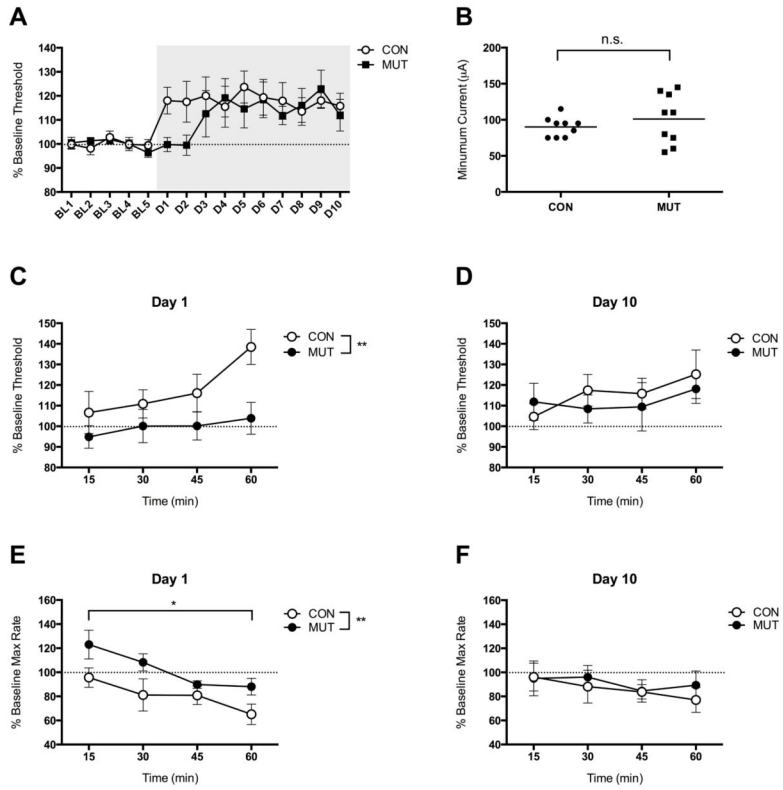 A
CON
MUT
% Baseline Threshold
140
130
120
110
100
90
80
BL1
BL2
BL3
BL4
BL5
D1
D2
D3
D4
D5
D6
D7
D8
D9
D10
B
n.s.
Minumum Current (µA)
200
150
100
50
0
CON
MUT
C
Day 1
CON
MUT
**
% Baseline Threshold
150
140
130
120
110
100
90
80
15
30
45
60
Time (min)
D
Day 10
CON
MUT
% Baseline Threshold
150
140
130
120
110
100
90
80
15
30
45
60
Time (min)
E
Day 1
*
CON
MUT
**
% Baseline Max Rate
160
140
120
100
80
60
40
15
30
45
60
Time (min)
F
Day 10
CON
MUT
% Baseline Max Rate
160
140
120
100
80
60
40
15
30
45
60
Time (min)